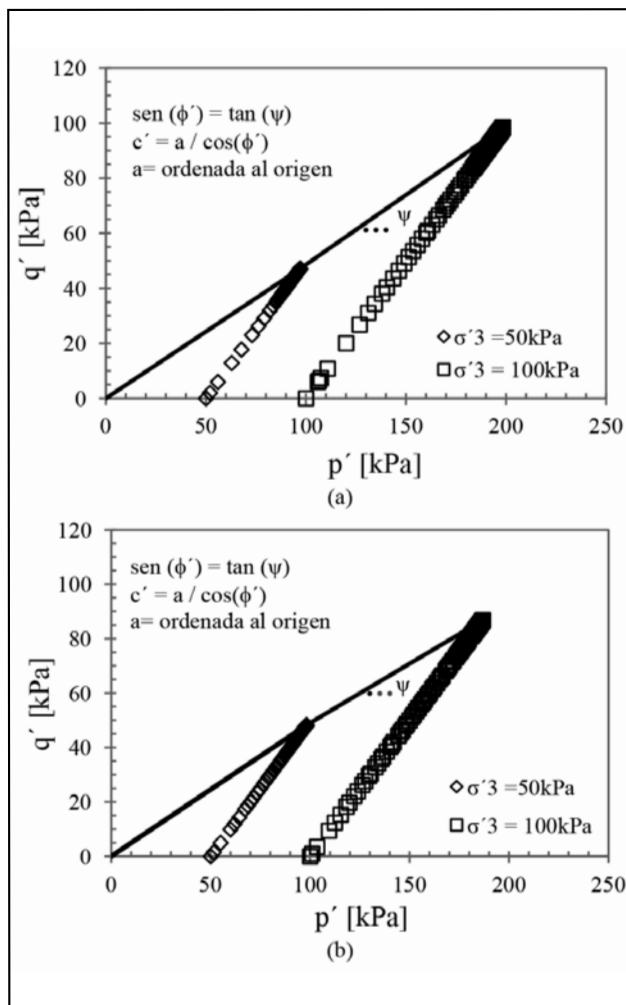 120
100
80
60
40
20
0
q´ [kPa]
sen (ϕ´) = tan (ψ)
c´ = a / cos(ϕ´)
a= ordenada al origen
ψ
σ´3 =50kPa
σ´3 = 100kPa
0 50 100 150 200 250
p´ [kPa]
(a)
120
100
80
60
40
20
0
q´ [kPa]
sen (ϕ´) = tan (ψ)
c´ = a / cos(ϕ´)
a= ordenada al origen
ψ
σ´3 =50kPa
σ´3 = 100kPa
0 50 100 150 200 250
p´ [kPa]
(b)